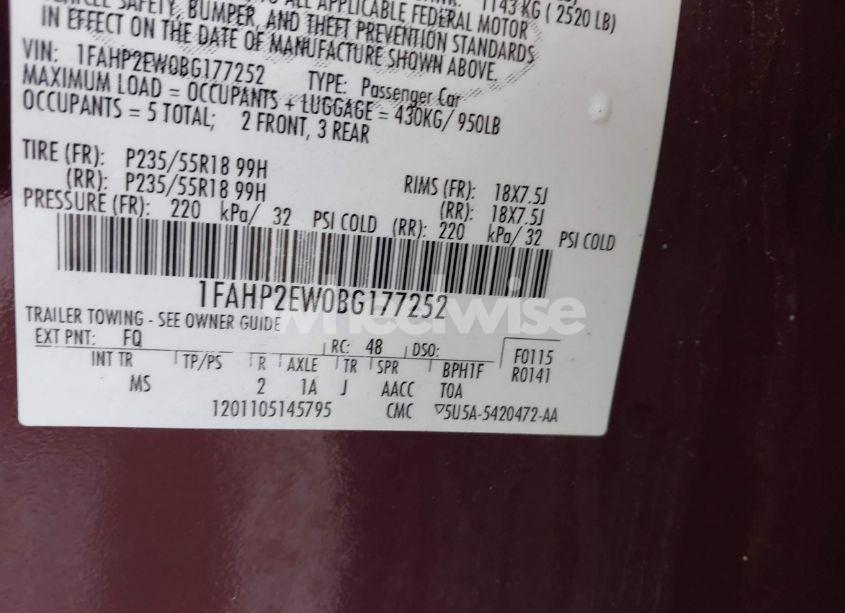 1143 KG ( 2520 LB)
ALL APPLICABLE FEDERAL MOTOR
SAFETY, BUMPER, AND THEFT PREVENTION STANDARDS
IN EFFECT ON THE DATE OF MANUFACTURE SHOWN ABOVE.
VIN: 1FAHP2EW0BG177252 TYPE: Passenger Car
MAXIMUM LOAD = OCCUPANTS + LUGGAGE = 430KG/ 950LB
OCCUPANTS = 5 TOTAL; 2 FRONT, 3 REAR
TIRE (FR): P235/55R18 99H RIMS (FR): 18X7.5J
(RR): P235/55R18 99H (RR): 18X7.5J
PRESSURE (FR): 220 kPa/ 32 PSI COLD (RR): 220 kPa/ 32 PSI COLD
1FAHP2EW0BG177252
wheelwise
TRAILER TOWING - SEE OWNER GUIDE
EXT PNT: FQ RC: 48 DSO: F0115
INT TR TP/PS R AXLE TR SPR BPH1F R0141
MS 2 1A J AACC TOA
1201105145795 CMC ▽5U5A-5420472-AA